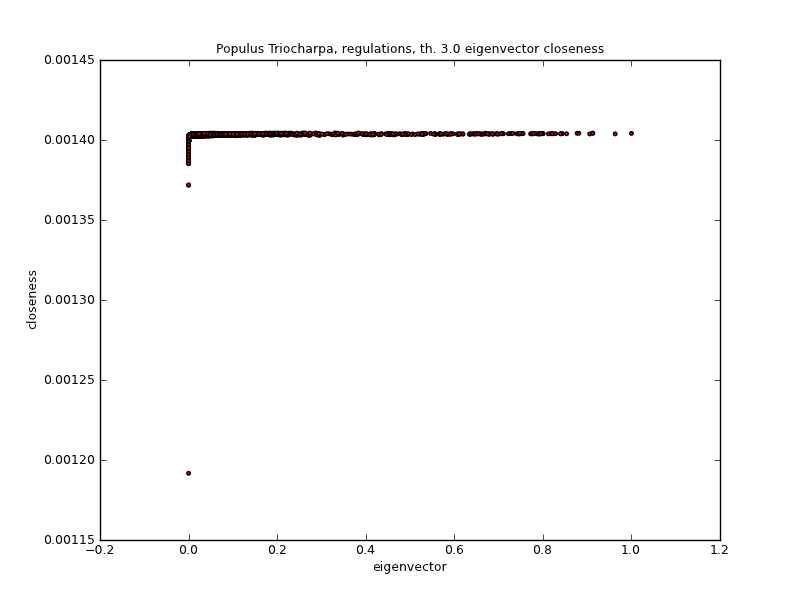 Populus Triocharpa, regulations, th. 3.0 eigenvector closeness
0.00145
0.00140
0.00135
0.00130
0.00125
0.00120
0.00115
closeness
−0.2 0.0 0.2 0.4 0.6 0.8 1.0 1.2
eigenvector